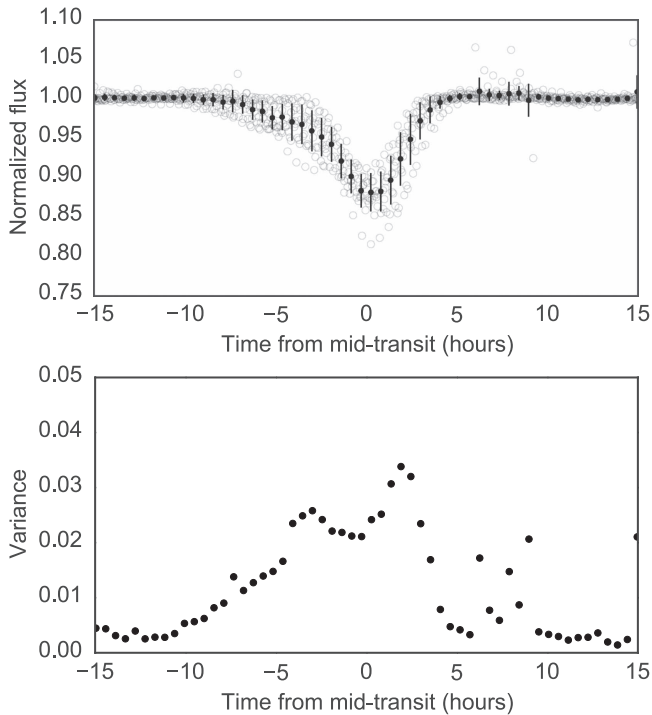 1.10
1.05
1.00
0.95
0.90
0.85
0.80
0.75
Normalized flux
−15 −10 −5 0 5 10 15
Time from mid-transit (hours)
0.05
0.04
0.03
0.02
0.01
0.00
Variance
−15 −10 −5 0 5 10 15
Time from mid-transit (hours)